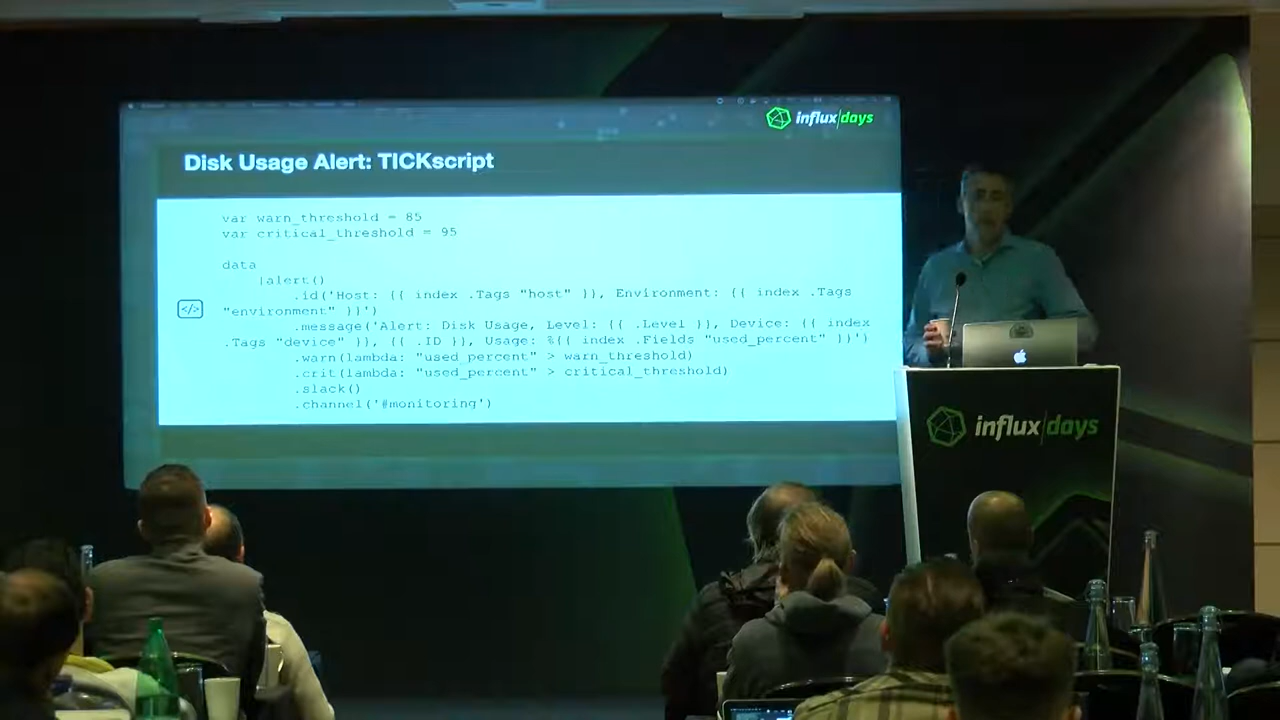 influx|days
Disk Usage Alert: TICKscript
var warn_threshold = 85
var critical_threshold = 95
data
|alert()
.id('Host: {{ index .Tags "host" }}, Environment: {{ index .Tags
</>
"environment" }}')
.message('Alert: Disk Usage, Level: {{ .Level }}, Device: {{ index
.Tags "device" }}, {{ .ID }}, Usage: %{{ index .Fields "used_percent" }}')
.warn(lambda: "used_percent" > warn_threshold)
.crit(lambda: "used_percent" > critical_threshold)
.slack()
.channel('#monitoring')
influx|days